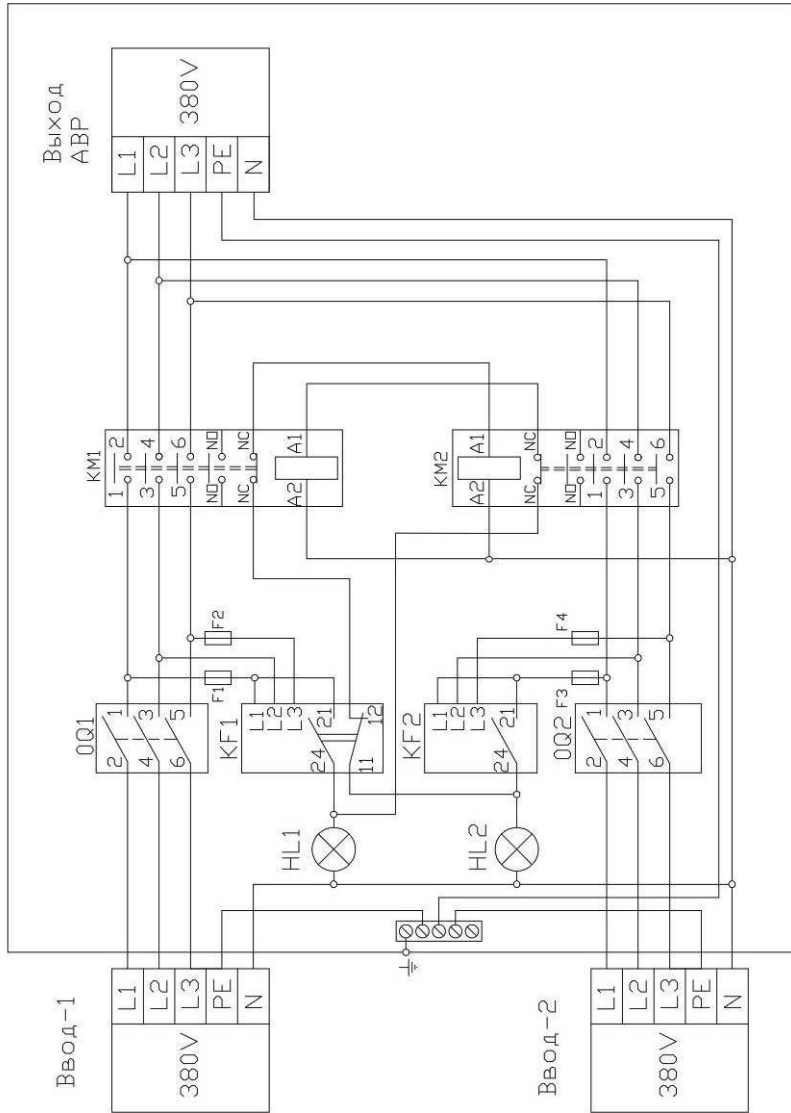 Ввод-1
380V
L1
L2
L3
PE
N
0Q1
2 1
4 3
6 5
KM1
1 2
3 4
5 6
NO NO
NC NC
A2 A1
Выход
АВР
380V
L1
L2
L3
PE
N
F1
F2
KF1
L1
L2
L3
24 21
11 12
HL1
KF2
L1
L2
L3
24 21
HL2
KM2
A2 A1
NC NC
NO NO
1 2
3 4
5 6
F3
F4
0Q2
2 1
4 3
6 5
Ввод-2
380V
L1
L2
L3
PE
N